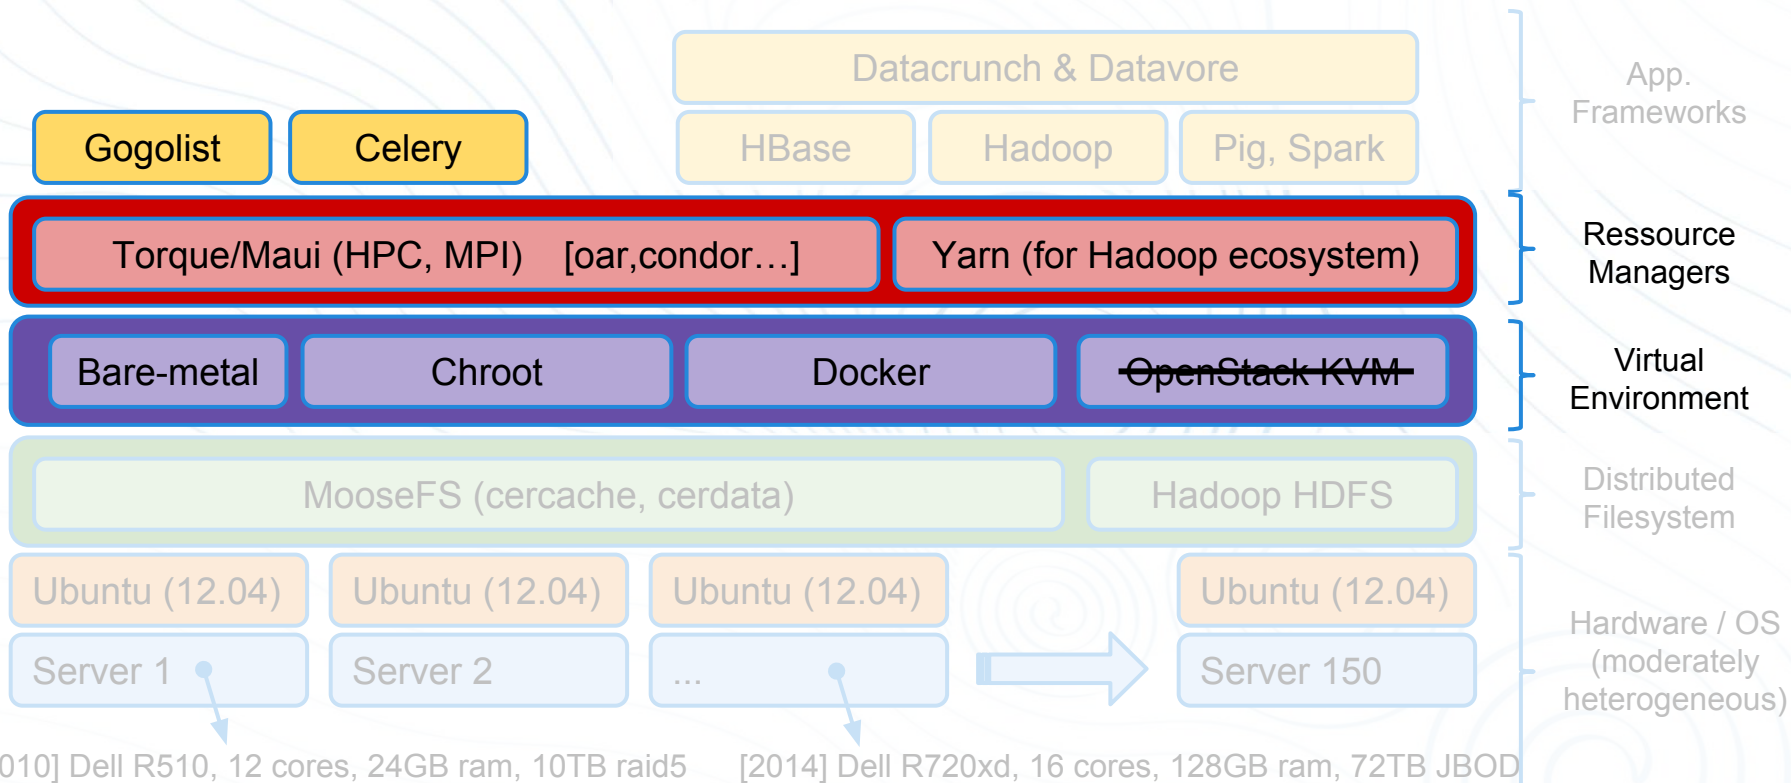 Datacrunch & Datavore
App.
Frameworks
Gogolist
Celery
HBase
Hadoop
Pig, Spark
Torque/Maui (HPC, MPI) [oar,condor…]
Yarn (for Hadoop ecosystem)
Ressource
Managers
Bare-metal
Chroot
Docker
OpenStack KVM
Virtual
Environment
MooseFS (cercache, cerdata)
Hadoop HDFS
Distributed
Filesystem
Ubuntu (12.04)
Ubuntu (12.04)
Ubuntu (12.04)
Ubuntu (12.04)
Server 1
Server 2
...
Server 150
Hardware / OS
(moderately
heterogeneous)
010] Dell R510, 12 cores, 24GB ram, 10TB raid5
[2014] Dell R720xd, 16 cores, 128GB ram, 72TB JBOD